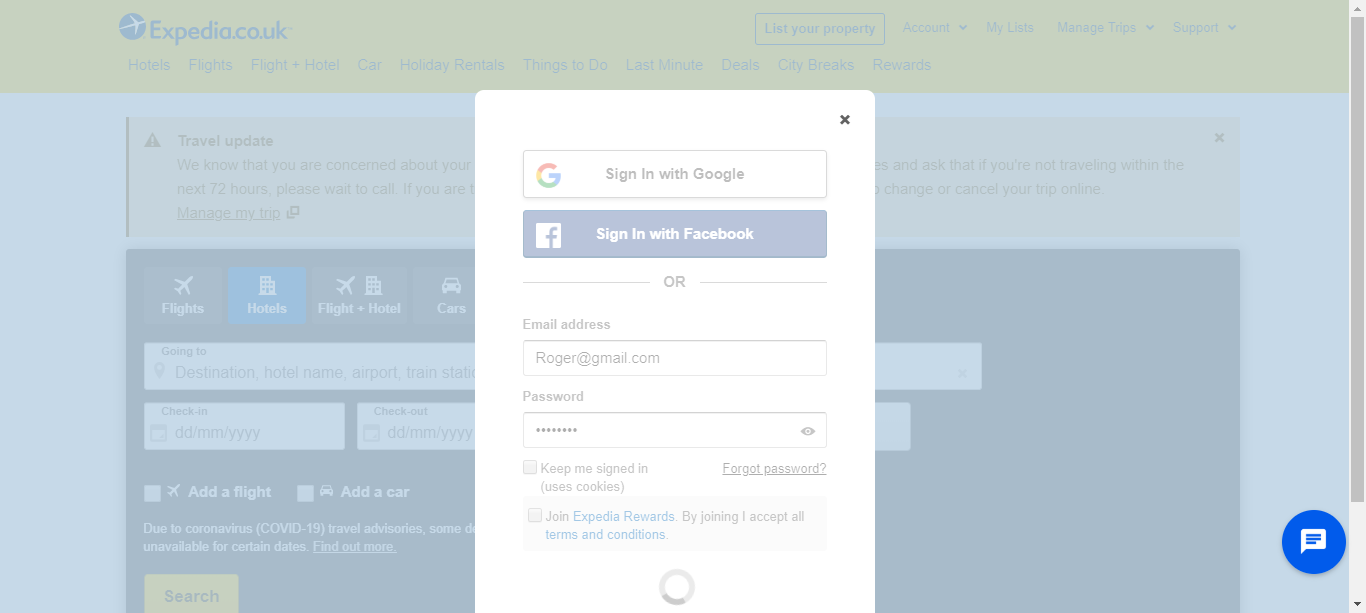 Expedia.co.uk
List your property
Account
My Lists
Manage Trips
Support
Hotels
Flights
Flight + Hotel
Car
Holiday Rentals
Things to Do
Last Minute
Deals
City Breaks
Rewards
Travel update
We know that you are concerned about your
es and ask that if you're not traveling within the
next 72 hours, please wait to call. If you are
change or cancel your trip online.
Manage my trip
Flights
Hotels
Flight + Hotel
Cars
Going to
Destination, hotel name, airport, train
Check-in
dd/mm/yyyy
Check-out
dd/mm/yyyy
Add a flight
Add a car
Due to coronavirus (COVID-19) travel advisories, some
unavailable for certain dates. Find out more.
Search
Sign In with Google
Sign In with Facebook
OR
Email address
Roger@gmail.com
Password
••••••••
Keep me signed in
(uses cookies)
Forgot password?
Join Expedia Rewards. By joining I accept all
terms and conditions.